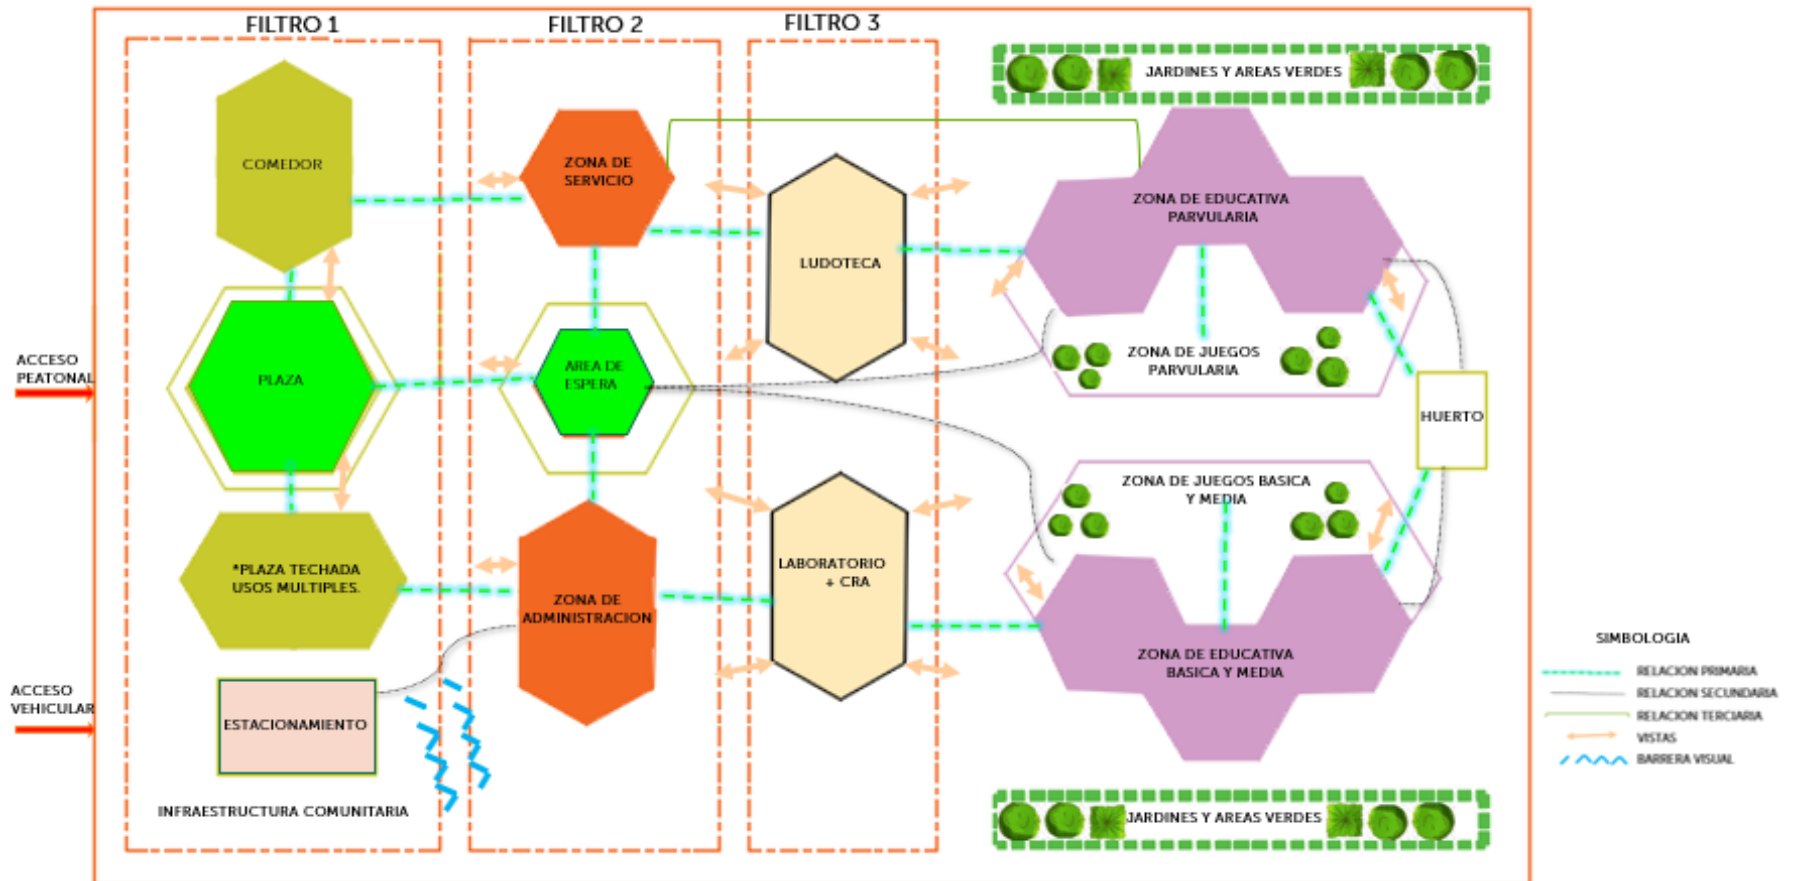 FILTRO 1
FILTRO 2
FILTRO 3
JARDINES Y AREAS VERDES
COMEDOR
ZONA DE
SERVICIO
ZONA DE EDUCATIVA
PARVULARIA
LUDOTECA
ACCESO
PEATONAL
PLAZA
AREA DE
ESPERA
ZONA DE JUEGOS
PARVULARIA
HUERTO
ZONA DE JUEGOS BASICA
Y MEDIA
*PLAZA TECHADA
USOS MULTIPLES.
ZONA DE
ADMINISTRACION
LABORATORIO
+ CRA
ZONA DE EDUCATIVA
BASICA Y MEDIA
ACCESO
VEHICULAR
ESTACIONAMIENTO
INFRAESTRUCTURA COMUNITARIA
JARDINES Y AREAS VERDES
SIMBOLOGIA
RELACION PRIMARIA
RELACION SECUNDARIA
RELACION TERCIARIA
VISTAS
BARRERA VISUAL